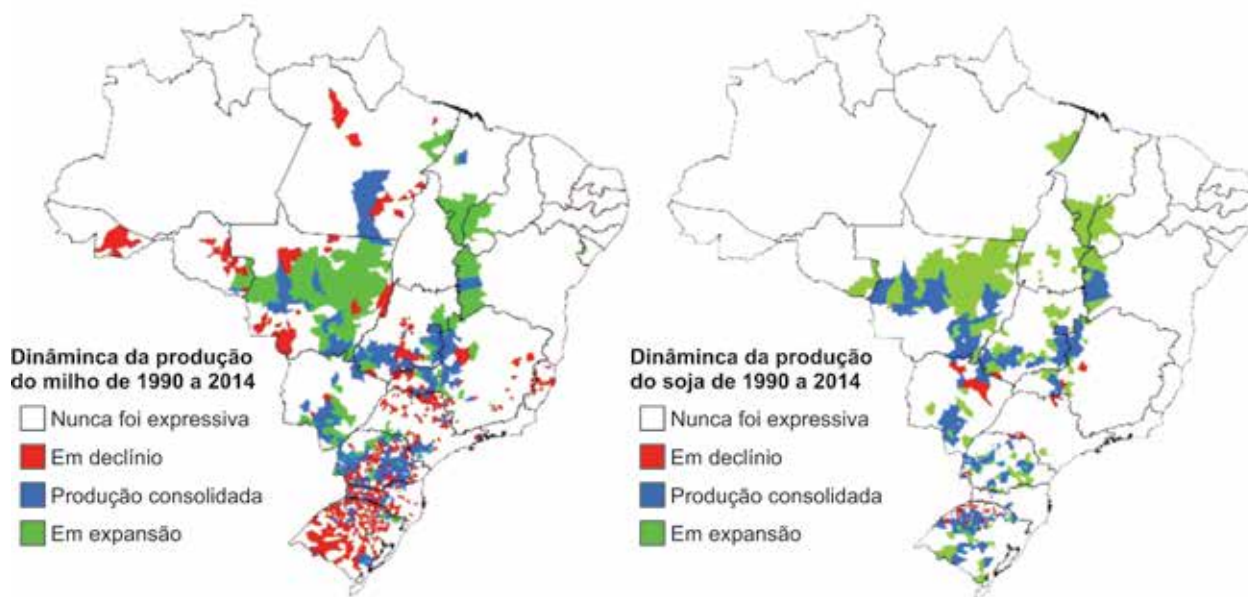 Dinâminca da produção
do milho de 1990 a 2014
Nunca foi expressiva
Em declínio
Produção consolidada
Em expansão
Dinâminca da produção
do soja de 1990 a 2014
Nunca foi expressiva
Em declínio
Produção consolidada
Em expansão